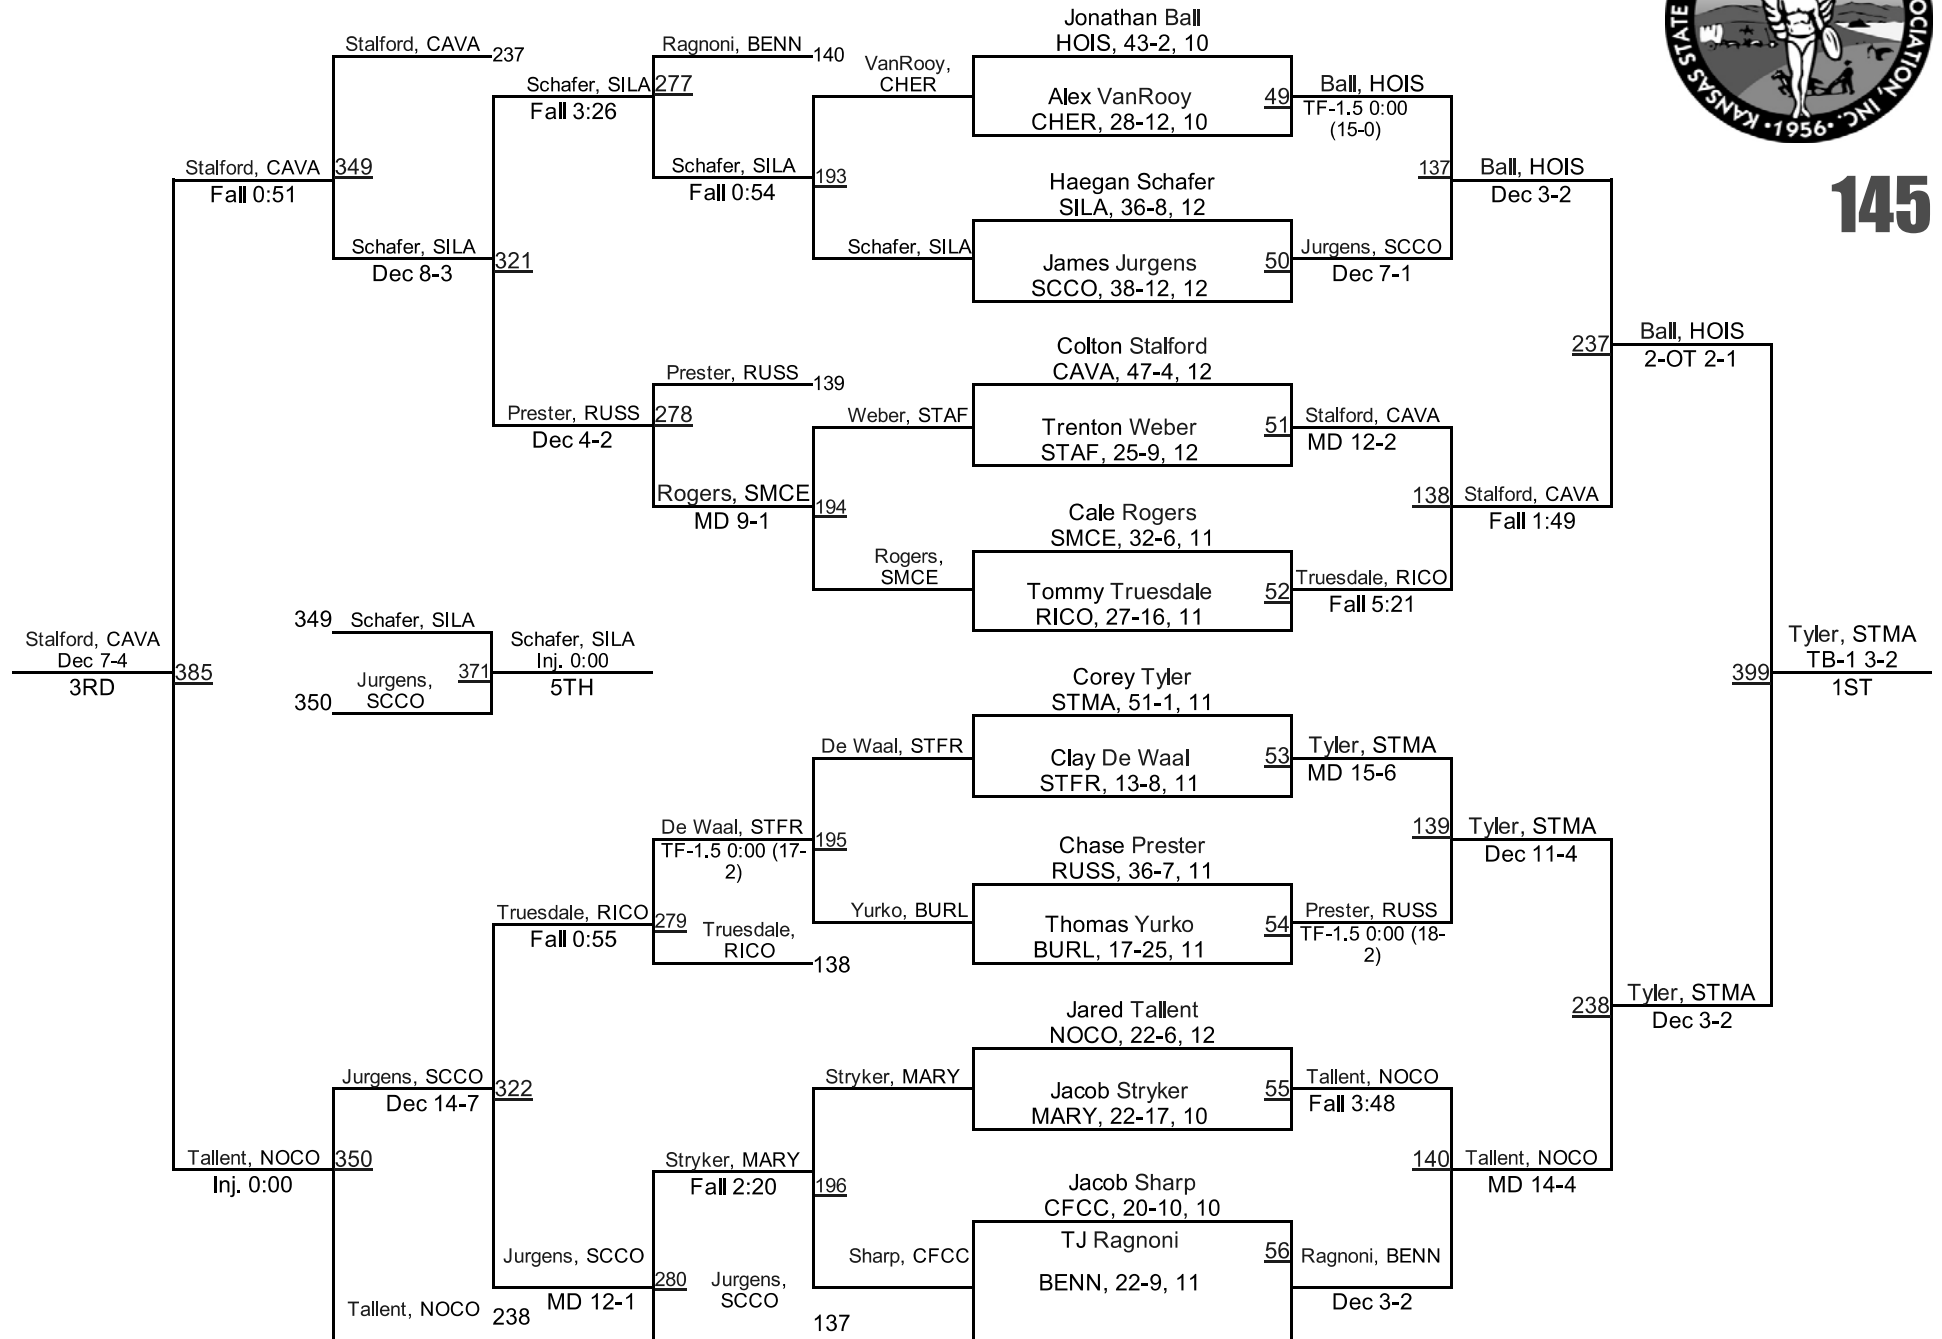 KANSAS STATE
OCIATION, INC.
•1956•
145
Jonathan Ball
HOIS, 43-2, 10
Alex VanRooy
CHER, 28-12, 10
49
Haegan Schafer
SILA, 36-8, 12
James Jurgens
SCCO, 38-12, 12
50
Colton Stalford
CAVA, 47-4, 12
Trenton Weber
STAF, 25-9, 12
51
Cale Rogers
SMCE, 32-6, 11
Tommy Truesdale
RICO, 27-16, 11
52
Corey Tyler
STMA, 51-1, 11
Clay De Waal
STFR, 13-8, 11
53
Chase Prester
RUSS, 36-7, 11
Thomas Yurko
BURL, 17-25, 11
54
Jared Tallent
NOCO, 22-6, 12
Jacob Stryker
MARY, 22-17, 10
55
Jacob Sharp
CFCC, 20-10, 10
TJ Ragnoni
BENN, 22-9, 11
56
Ball, HOIS
TF-1.5 0:00
(15-0)
137
Jurgens, SCCO
Dec 7-1
Stalford, CAVA
MD 12-2
138
Truesdale, RICO
Fall 5:21
Tyler, STMA
MD 15-6
139
Prester, RUSS
TF-1.5 0:00 (18-
2)
Tallent, NOCO
Fall 3:48
140
Ragnoni, BENN
Dec 3-2
Ball, HOIS
Dec 3-2
237
Stalford, CAVA
Fall 1:49
Tyler, STMA
Dec 11-4
238
Tallent, NOCO
MD 14-4
Ball, HOIS
2-OT 2-1
399
Tyler, STMA
Dec 3-2
Tyler, STMA
TB-1 3-2
1ST
VanRooy,
CHER
193
Schafer, SILA
Weber, STAF
194
Rogers,
SMCE
De Waal, STFR
195
Yurko, BURL
Stryker, MARY
196
Sharp, CFCC
Ragnoni, BENN
140
277
Schafer, SILA
Fall 0:54
Prester, RUSS
139
278
Rogers, SMCE
MD 9-1
De Waal, STFR
TF-1.5 0:00 (17-
2)
279
Truesdale,
RICO
138
Stryker, MARY
Fall 2:20
280
Jurgens,
SCCO
137
Schafer, SILA
Fall 3:26
321
Prester, RUSS
Dec 4-2
Truesdale, RICO
Fall 0:55
322
Jurgens, SCCO
MD 12-1
Stalford, CAVA
237
349
Schafer, SILA
Dec 8-3
Jurgens, SCCO
Dec 14-7
350
Tallent, NOCO
238
Stalford, CAVA
Fall 0:51
385
Tallent, NOCO
Inj. 0:00
Stalford, CAVA
Dec 7-4
3RD
349
Schafer, SILA
371
350
Jurgens,
SCCO
Schafer, SILA
Inj. 0:00
5TH